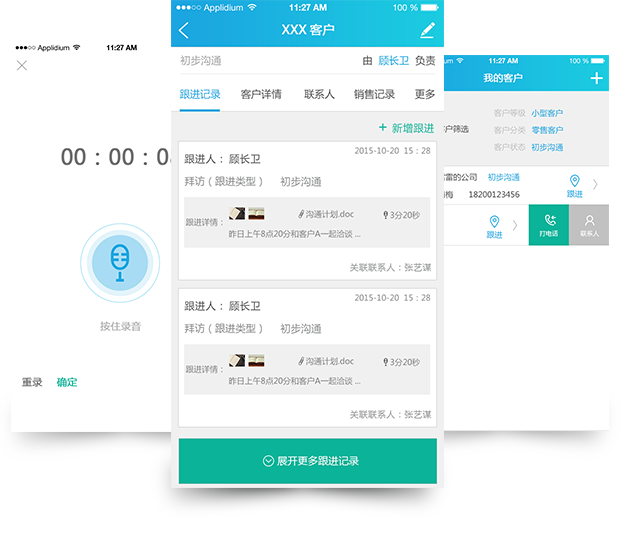 Applidium 11:27 AM
00：00：0
按住录音
重录 确定
Applidium 11:27 AM 100 %
XXX 客户
初步沟通 由 顾长卫 负责
跟进记录 客户详情 联系人 销售记录 更多
+ 新增跟进
2015-10-20 15：28
跟进人： 顾长卫
拜访（跟进类型） 初步沟通
跟进详情： 沟通计划.doc 3分20秒
昨日上午8点20分和客户A一起洽谈 ...
关联联系人：张艺谋
2015-10-20 15：28
跟进人： 顾长卫
拜访（跟进类型） 初步沟通
跟进详情： 沟通计划.doc 3分20秒
昨日上午8点20分和客户A一起洽谈 ...
关联联系人：张艺谋
展开更多跟进记录
11:27 AM 100 %
我的客户
客户等级 小型客户
户筛选 客户分类 零售客户
客户状态 初步沟通
雷的公司 初步沟通
梅 18200123456 跟进
跟进 打电话 联系人